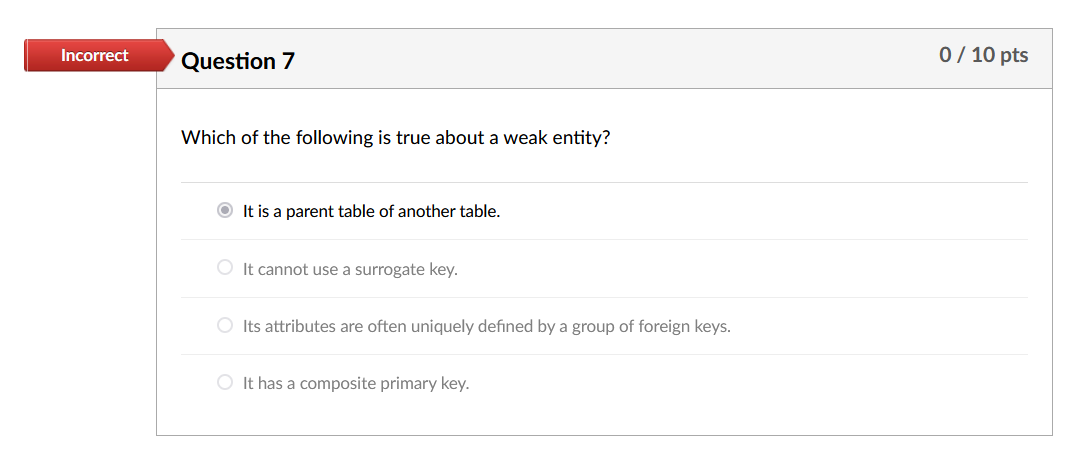 Incorrect
Question 7
0 / 10 pts
Which of the following is true about a weak entity?
It is a parent table of another table.
It cannot use a surrogate key.
Its attributes are often uniquely defined by a group of foreign keys.
It has a composite primary key.